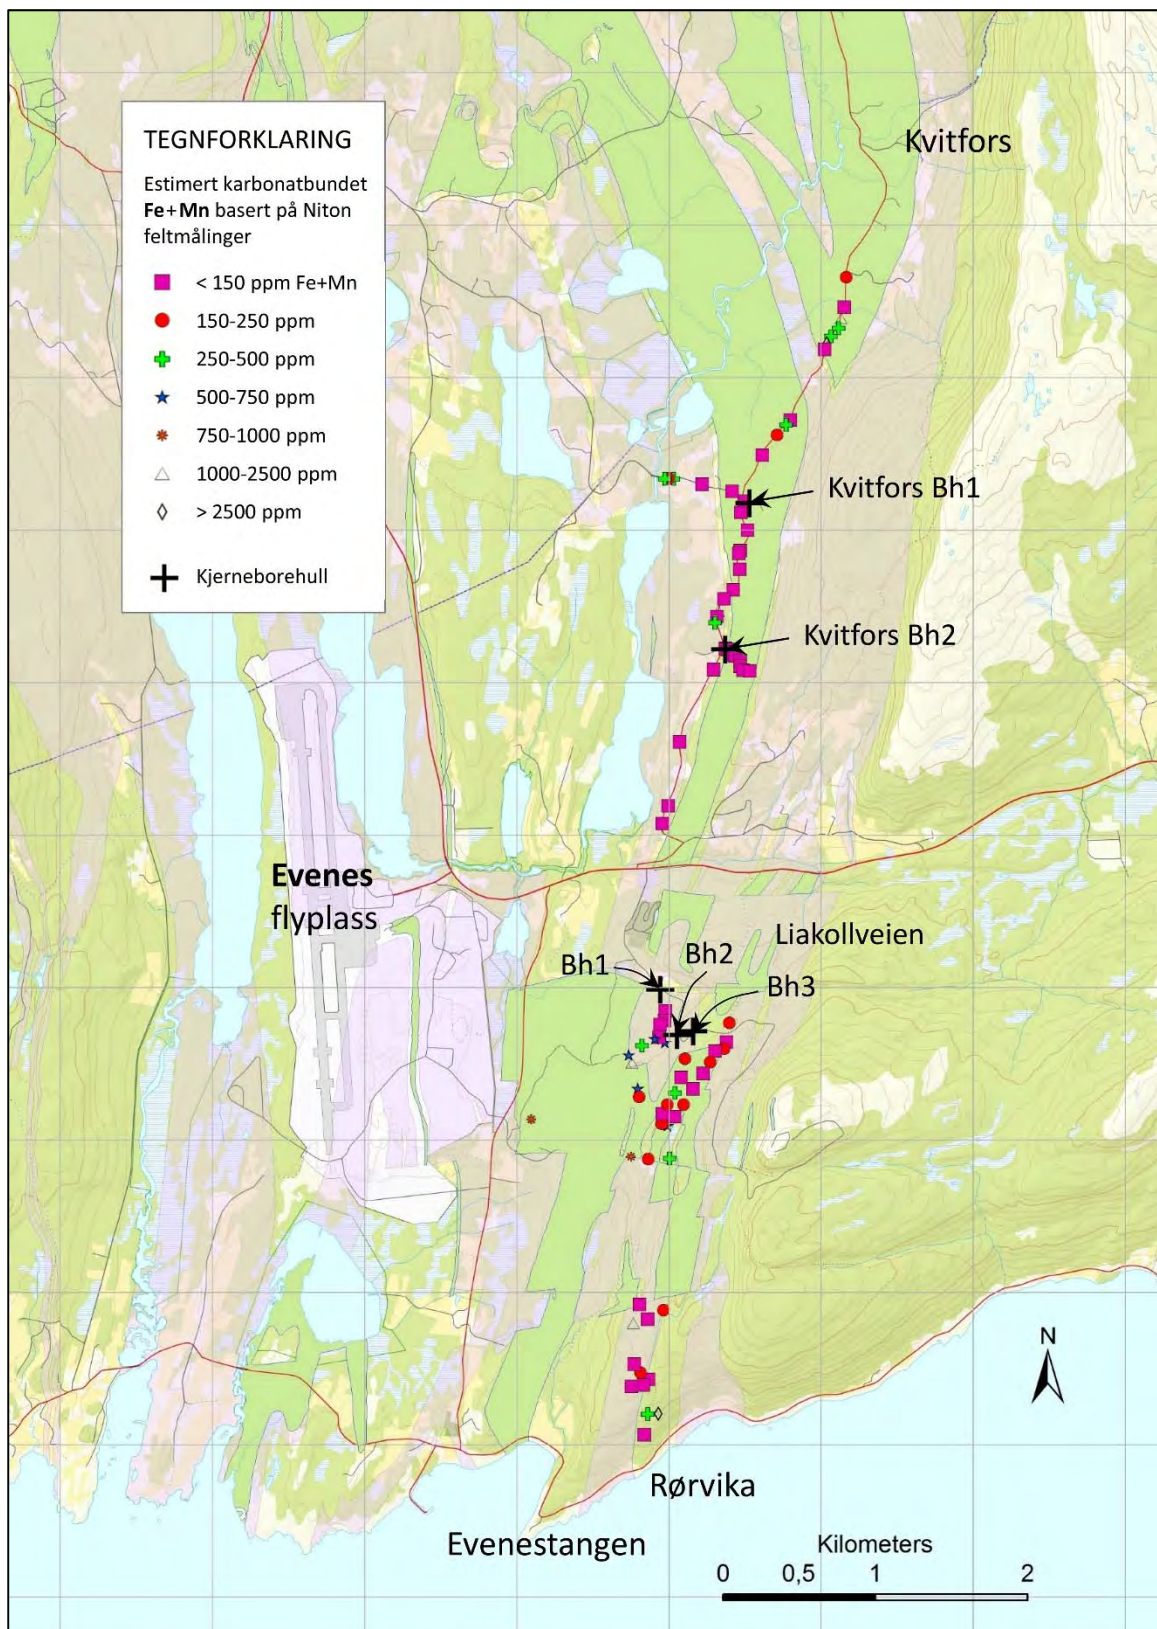 TEGNFORKLARING
Estimert karbonatbundet
Fe+Mn basert på Niton
feltmålinger
< 150 ppm Fe+Mn
150-250 ppm
250-500 ppm
500-750 ppm
750-1000 ppm
1000-2500 ppm
> 2500 ppm
Kjerneborehull
Kvitfors
Kvitfors Bh1
Kvitfors Bh2
Evenes
flyplass
Liakollveien
Bh1
Bh2
Bh3
N
Rørvika
Evenestangen
Kilometers
0 0,5 1 2